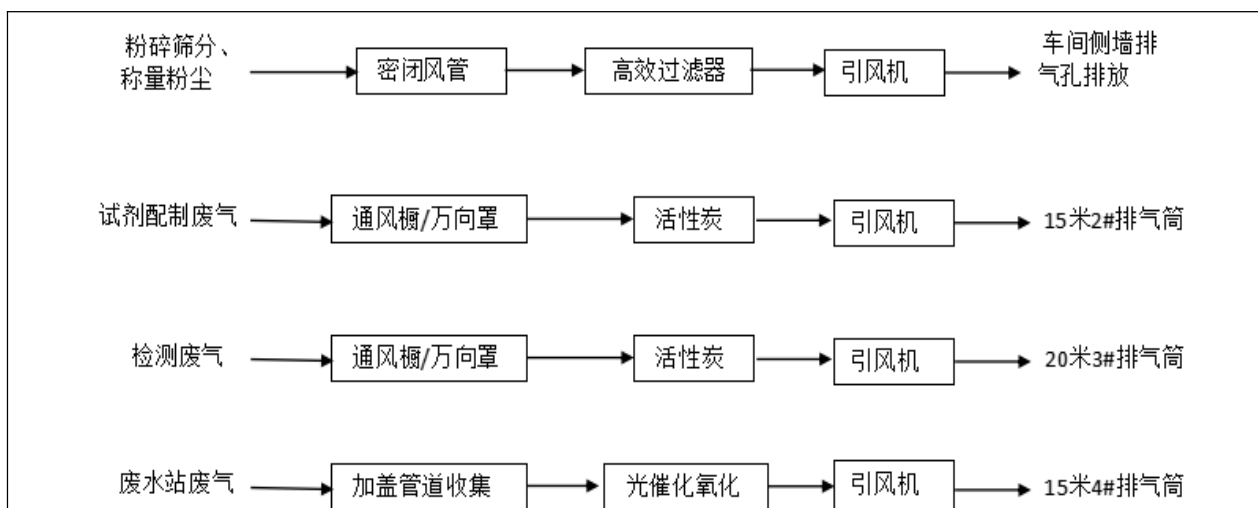 粉碎筛分、
称量粉尘
密闭风管
高效过滤器
引风机
车间侧墙排
气孔排放
试剂配制废气
通风橱/万向罩
活性炭
引风机
15米2#排气筒
检测废气
通风橱/万向罩
活性炭
引风机
20米3#排气筒
废水站废气
加盖管道收集
光催化氧化
引风机
15米4#排气筒